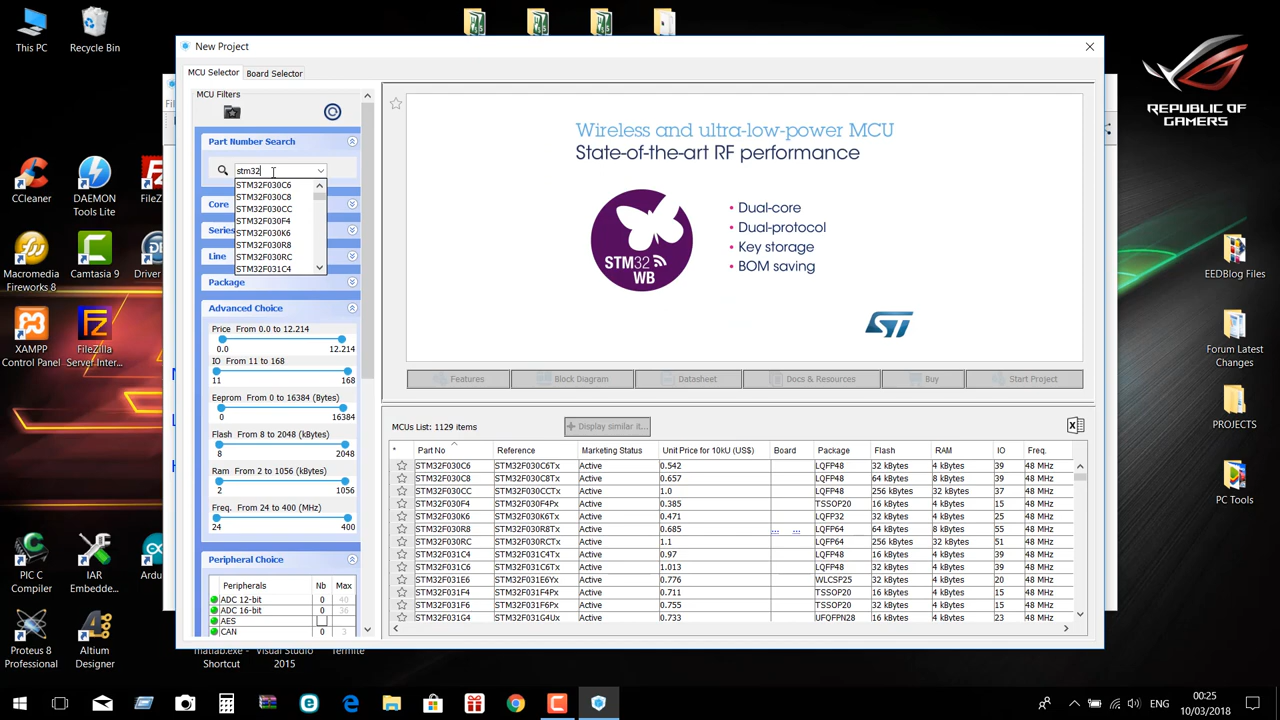 This PC
Recycle Bin
New Project
REPUBLIC OF
GAMERS
MCU Selector
Board Selector
MCU Filters
Part Number Search
stm32
STM32F030C6
STM32F030C8
STM32F030CC
STM32F030F4
STM32F030K6
STM32F030R8
STM32F030RC
STM32F031C4
Core
Series
Line
Package
Advanced Choice
Price From 0.0 to 12.214
0.0 12.214
IO From 11 to 168
11 168
Eeprom From 0 to 16384 (Bytes)
0 16384
Flash From 8 to 2048 (kBytes)
8 2048
Ram From 2 to 1056 (kBytes)
2 1056
Freq. From 24 to 400 (MHz)
24 400
Peripheral Choice
Peripherals Nb Max
ADC 12-bit 0 40
ADC 16-bit 0 36
AES
CAN 0 3
Wireless and ultra-low-power MCU
State-of-the-art RF performance
STM32
WB
• Dual-core
• Dual-protocol
• Key storage
• BOM saving
ST
Features
Block Diagram
Datasheet
Docs & Resources
Buy
Start Project
MCUs List: 1129 items
Display similar it...
* Part No Reference Marketing Status Unit Price for 10kU (US$) Board Package Flash RAM IO Freq.
STM32F030C6 STM32F030C6Tx Active 0.542 LQFP48 32 kBytes 4 kBytes 39 48 MHz
STM32F030C8 STM32F030C8Tx Active 0.657 LQFP48 64 kBytes 8 kBytes 39 48 MHz
STM32F030CC STM32F030CCTx Active 1.0 LQFP48 256 kBytes 32 kBytes 37 48 MHz
STM32F030F4 STM32F030F4Px Active 0.385 TSSOP20 16 kBytes 4 kBytes 15 48 MHz
STM32F030K6 STM32F030K6Tx Active 0.471 LQFP32 32 kBytes 4 kBytes 25 48 MHz
STM32F030R8 STM32F030R8Tx Active 0.685 ... ... LQFP64 64 kBytes 8 kBytes 55 48 MHz
STM32F030RC STM32F030RCTx Active 1.1 LQFP64 256 kBytes 32 kBytes 51 48 MHz
STM32F031C4 STM32F031C4Tx Active 0.97 LQFP48 16 kBytes 4 kBytes 39 48 MHz
STM32F031C6 STM32F031C6Tx Active 1.013 LQFP48 32 kBytes 4 kBytes 39 48 MHz
STM32F031E6 STM32F031E6Yx Active 0.776 WLCSP25 32 kBytes 4 kBytes 20 48 MHz
STM32F031F4 STM32F031F4Px Active 0.711 TSSOP20 16 kBytes 4 kBytes 15 48 MHz
STM32F031F6 STM32F031F6Px Active 0.755 TSSOP20 32 kBytes 4 kBytes 15 48 MHz
STM32F031G4 STM32F031G4Ux Active 0.733 UFQFPN28 16 kBytes 4 kBytes 23 48 MHz
CCleaner
DAEMON
Tools Lite
FileZ
Macromedia
Fireworks 8
Camtasia 9
Driver
XAMPP
Control Panel
FileZilla
Server Inter...
PIC C
Compiler
IAR
Embedde...
Ardu
Proteus 8
Professional
Altium
Designer
matlab.exe -
Shortcut
Visual Studio
2015
Termite
EEDBlog Files
Forum Latest
Changes
PROJECTS
PC Tools
ENG
00:25
10/03/2018